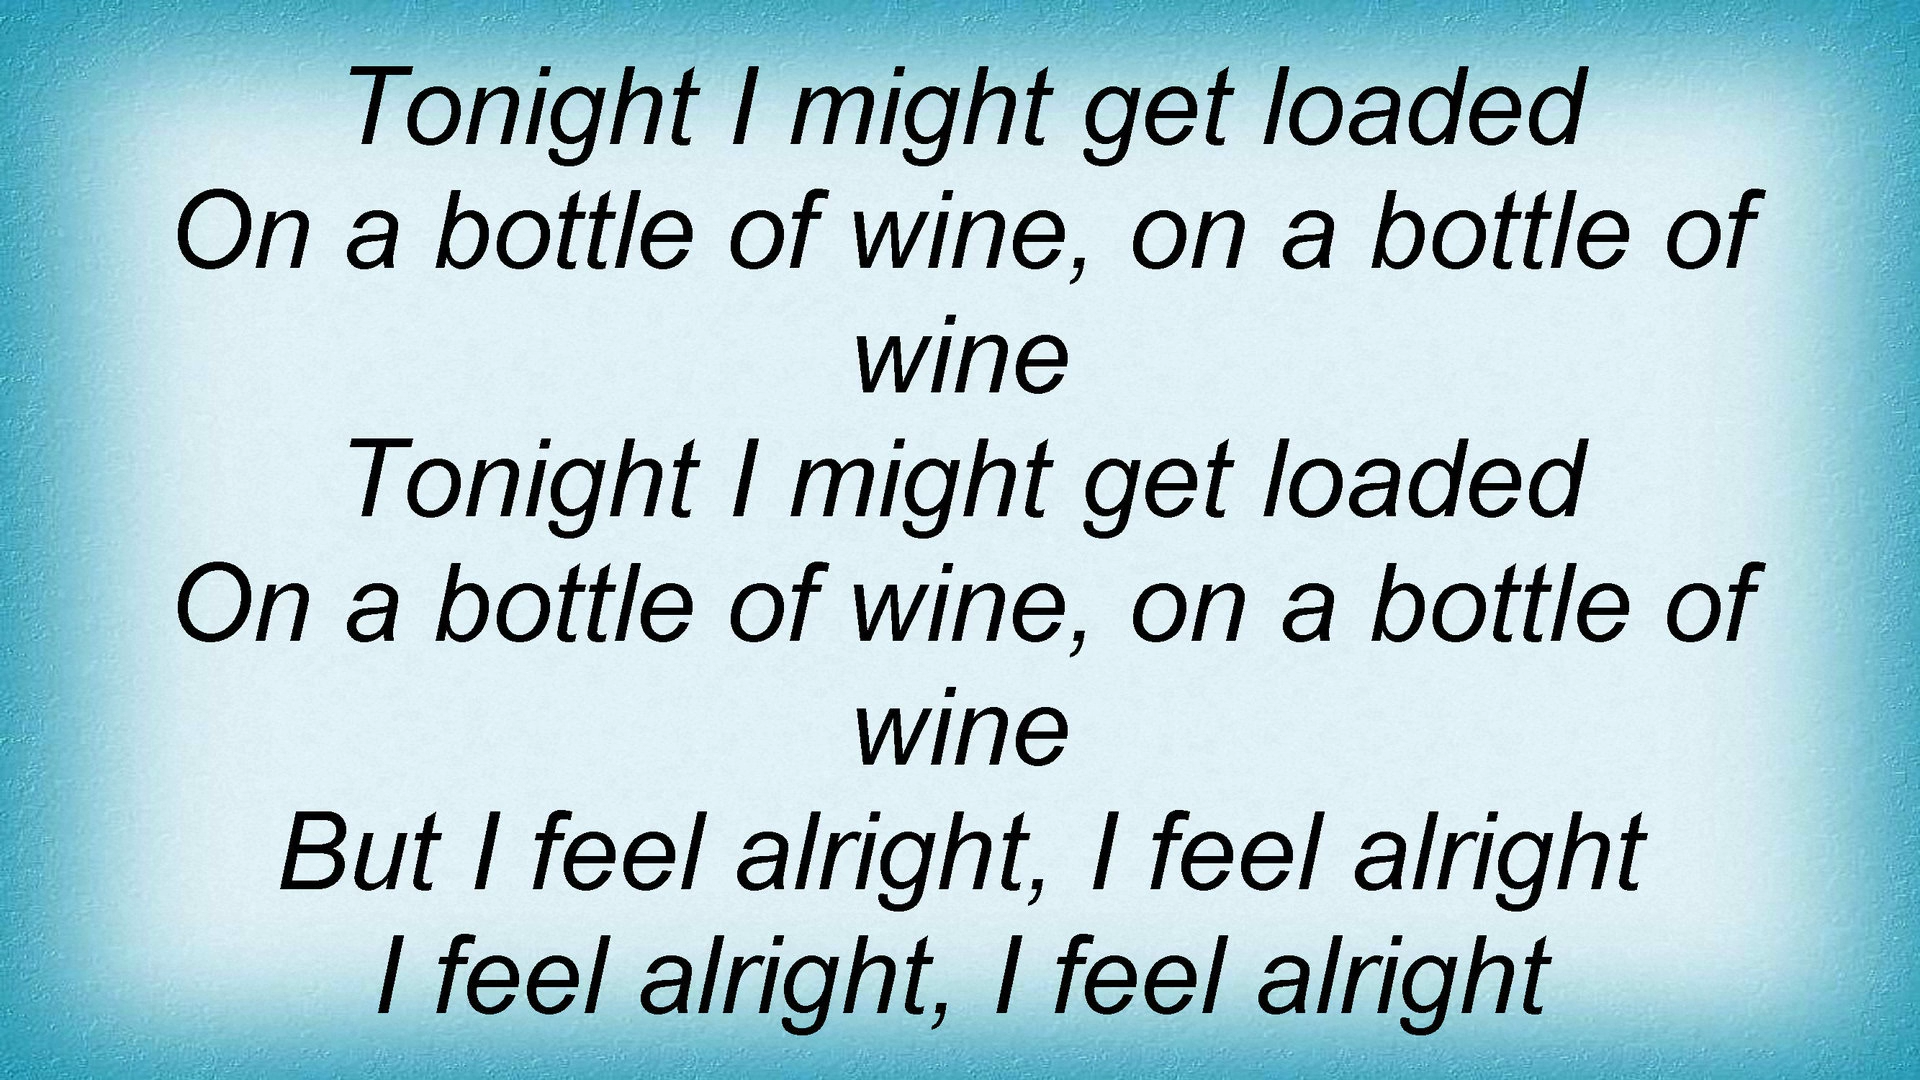 Tonight I might get loaded
On a bottle of wine, on a bottle of
wine
Tonight I might get loaded
On a bottle of wine, on a bottle of
wine
But I feel alright, I feel alright
I feel alright, I feel alright